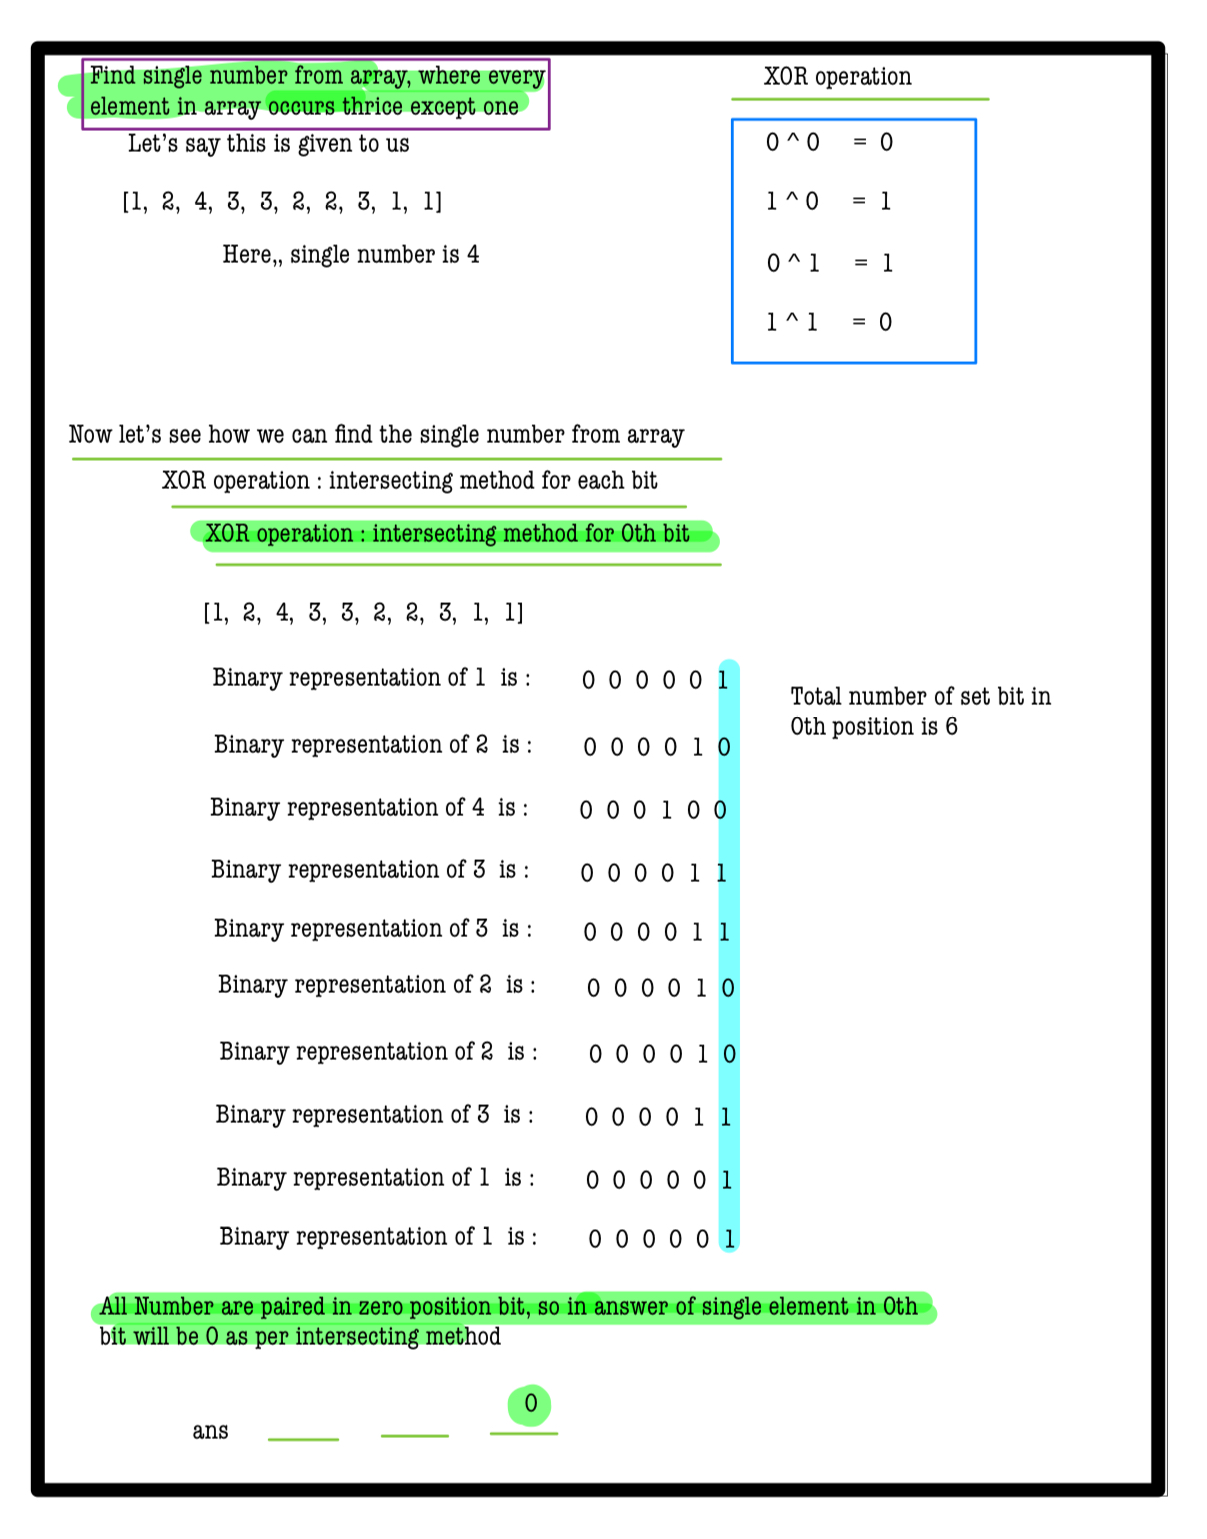 Find single number from array, where every
element in array occurs thrice except one
Let's say this is given to us
[1, 2, 4, 3, 3, 2, 2, 3, 1, 1]
Here,, single number is 4
XOR operation
0 ^ 0 = 0
1 ^ 0 = 1
0 ^ 1 = 1
1 ^ 1 = 0
Now let's see how we can find the single number from array
XOR operation : intersecting method for each bit
XOR operation : intersecting method for 0th bit
[1, 2, 4, 3, 3, 2, 2, 3, 1, 1]
Binary representation of 1 is : 0 0 0 0 0 1
Binary representation of 2 is : 0 0 0 0 1 0
Binary representation of 4 is : 0 0 0 1 0 0
Binary representation of 3 is : 0 0 0 0 1 1
Binary representation of 3 is : 0 0 0 0 1 1
Binary representation of 2 is : 0 0 0 0 1 0
Binary representation of 2 is : 0 0 0 0 1 0
Binary representation of 3 is : 0 0 0 0 1 1
Binary representation of 1 is : 0 0 0 0 0 1
Binary representation of 1 is : 0 0 0 0 0 1
Total number of set bit in
0th position is 6
All Number are paired in zero position bit, so in answer of single element in 0th
bit will be 0 as per intersecting method
0
ans